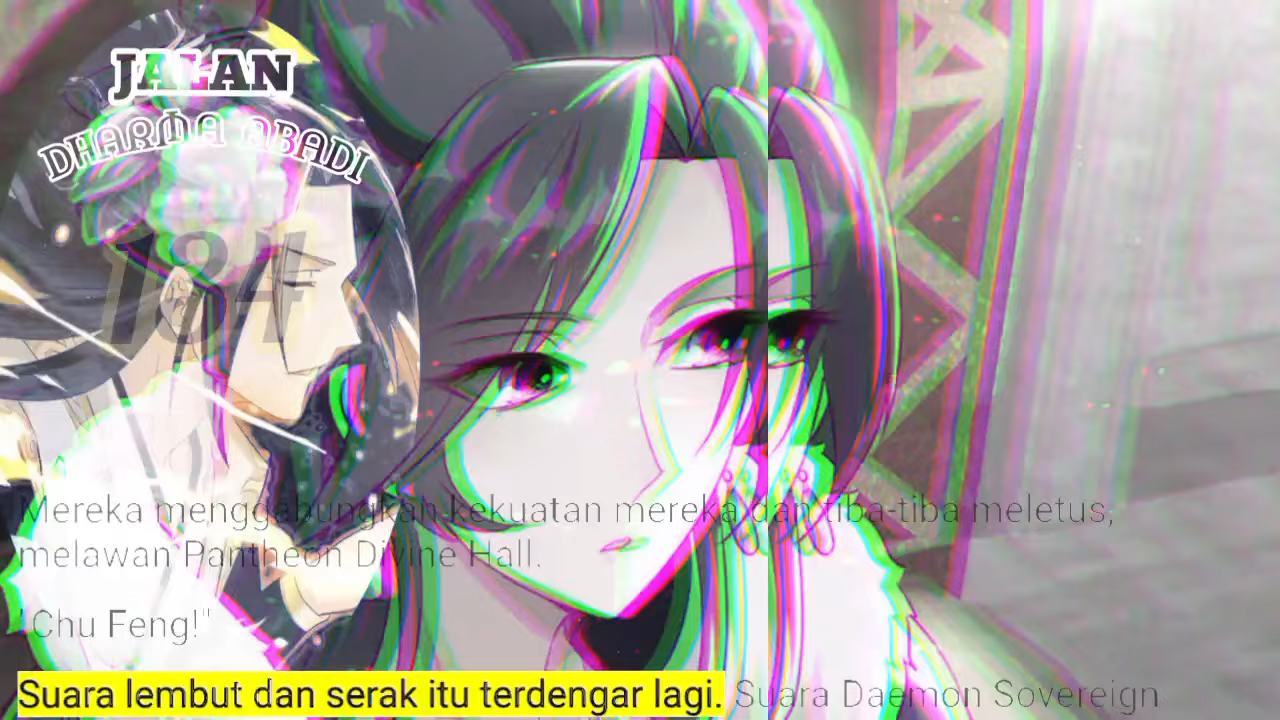 JALAN
DHARMA ABADI
184
Mereka menggabungkan kekuatan mereka dan tiba-tiba meletus,
melawan Pantheon Divine Hall.
"Chu Feng!"
Suara lembut dan serak itu terdengar lagi. Suara Daemon Sovereign